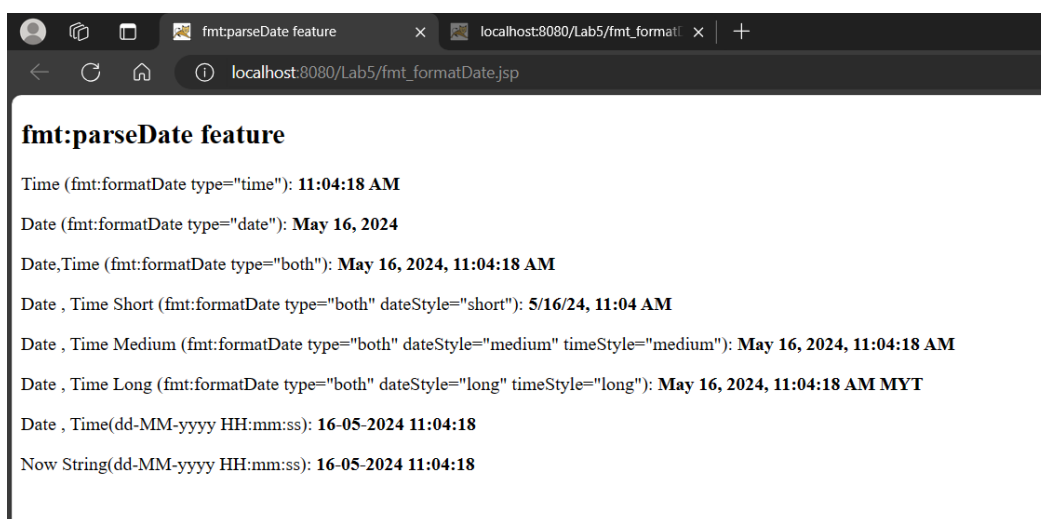 fmt:parseDate feature
localhost:8080/Lab5/fmt_format
localhost:8080/Lab5/fmt_formatDate.jsp
fmt:parseDate feature
Time (fmt:formatDate type="time"): 11:04:18 AM
Date (fmt:formatDate type="date"): May 16, 2024
Date,Time (fmt:formatDate type="both"): May 16, 2024, 11:04:18 AM
Date , Time Short (fmt:formatDate type="both" dateStyle="short"): 5/16/24, 11:04 AM
Date , Time Medium (fmt:formatDate type="both" dateStyle="medium" timeStyle="medium"): May 16, 2024, 11:04:18 AM
Date , Time Long (fmt:formatDate type="both" dateStyle="long" timeStyle="long"): May 16, 2024, 11:04:18 AM MYT
Date , Time(dd-MM-yyyy HH:mm:ss): 16-05-2024 11:04:18
Now String(dd-MM-yyyy HH:mm:ss): 16-05-2024 11:04:18